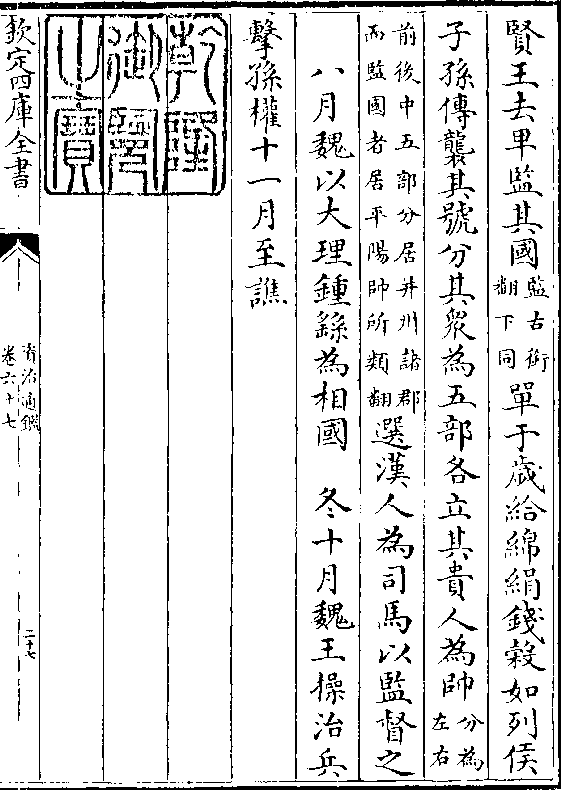 賢王去卑監其國監古銜翻下同單于歳給綿絹錢榖如列侯
子孫傳襲其號分其衆為五部各立其貴人為帥分為左右
前後中五部分居并州諸郡而監國者居平陽帥所類翻選漢人為司馬以監督之
八月魏以大理鍾繇為相國　冬十月魏王操治兵
擊孫權十一月至譙
乾隆御覽之寶
欽定四庫全書
資治通鑑
卷六十七
二十七